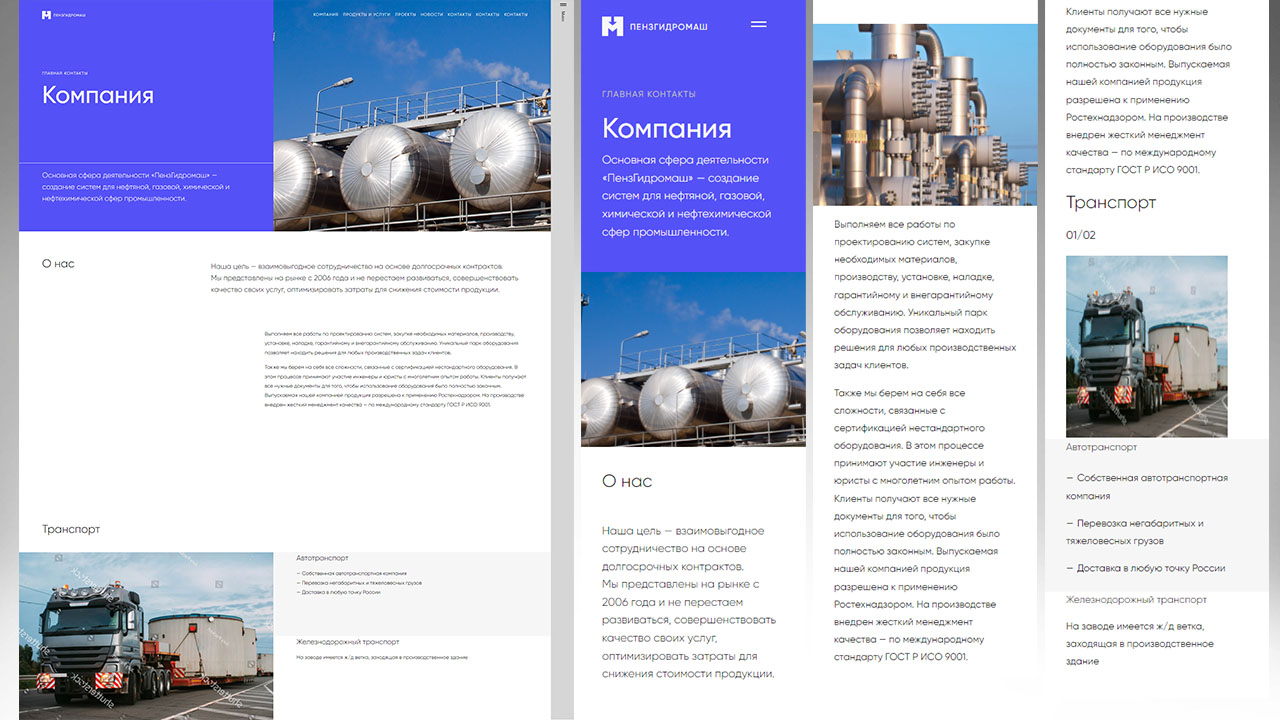 ПЕНЗГИДРОМАШ
КОМПАНИЯ ПРОДУКТЫ И УСЛУГИ ПРОЕКТЫ НОВОСТИ КОНТАКТЫ КОНТАКТЫ КОНТАКТЫ
ГЛАВНАЯ КОНТАКТЫ
Компания
Основная сфера деятельности «ПензГидромаш» —
создание систем для нефтяной, газовой, химической и
нефтехимической сфер промышленности.
О нас
Наша цель — взаимовыгодное сотрудничество на основе долгосрочных контрактов.
Мы представлены на рынке с 2006 года и не перестаем развиваться, совершенствовать
качество своих услуг, оптимизировать затраты для снижения стоимости продукции.
Выполняем все работы по проектированию систем, закупке необходимых материалов, производству,
установке, наладке, гарантийному и внегарантийному обслуживанию. Уникальный парк оборудования
позволяет находить решения для любых производственных задач клиентов.
Также мы берем на себя все сложности, связанные с сертификацией нестандартного оборудования. В
этом процессе принимают участие инженеры и юристы с многолетним опытом работы. Клиенты получают
все нужные документы для того, чтобы использование оборудования было полностью законным.
Выпускаемая нашей компанией продукция разрешена к применению Ростехнадзором. На производстве
внедрен жесткий менеджмент качества — по международному стандарту ГОСТ Р ИСО 9001.
Транспорт
shutterstock
shutterstock
Автотранспорт
— Собственная автотранспортная компания
— Перевозка негабаритных и тяжеловесных грузов
— Доставка в любую точку России
Железнодорожный транспорт
На заводе имеется ж/д ветка, заходящая в производственное здание
Main
ПЕНЗГИДРОМАШ
ГЛАВНАЯ КОНТАКТЫ
Компания
Основная сфера деятельности
«ПензГидромаш» — создание
систем для нефтяной, газовой,
химической и нефтехимической
сфер промышленности.
О нас
Наша цель — взаимовыгодное
сотрудничество на основе
долгосрочных контрактов.
Мы представлены на рынке с
2006 года и не перестаем
развиваться, совершенствовать
качество своих услуг,
оптимизировать затраты для
снижения стоимости продукции.
Выполняем все работы по
проектированию систем, закупке
необходимых материалов,
производству, установке, наладке,
гарантийному и внегарантийному
обслуживанию. Уникальный парк
оборудования позволяет находить
решения для любых производственных
задач клиентов.
Также мы берем на себя все
сложности, связанные с
сертификацией нестандартного
оборудования. В этом процессе
принимают участие инженеры и
юристы с многолетним опытом работы.
Клиенты получают все нужные
документы для того, чтобы
использование оборудования было
полностью законным. Выпускаемая
нашей компанией продукция
разрешена к применению
Ростехнадзором. На производстве
внедрен жесткий менеджмент
качества — по международному
стандарту ГОСТ Р ИСО 9001.
Клиенты получают все нужные
документы для того, чтобы
использование оборудования было
полностью законным. Выпускаемая
нашей компанией продукция
разрешена к применению
Ростехнадзором. На производстве
внедрен жесткий менеджмент
качества — по международному
стандарту ГОСТ Р ИСО 9001.
Транспорт
01/02
Автотранспорт
— Собственная автотранспортная
компания
— Перевозка негабаритных и
тяжеловесных грузов
— Доставка в любую точку России
Железнодорожный транспорт
На заводе имеется ж/д ветка,
заходящая в производственное
здание